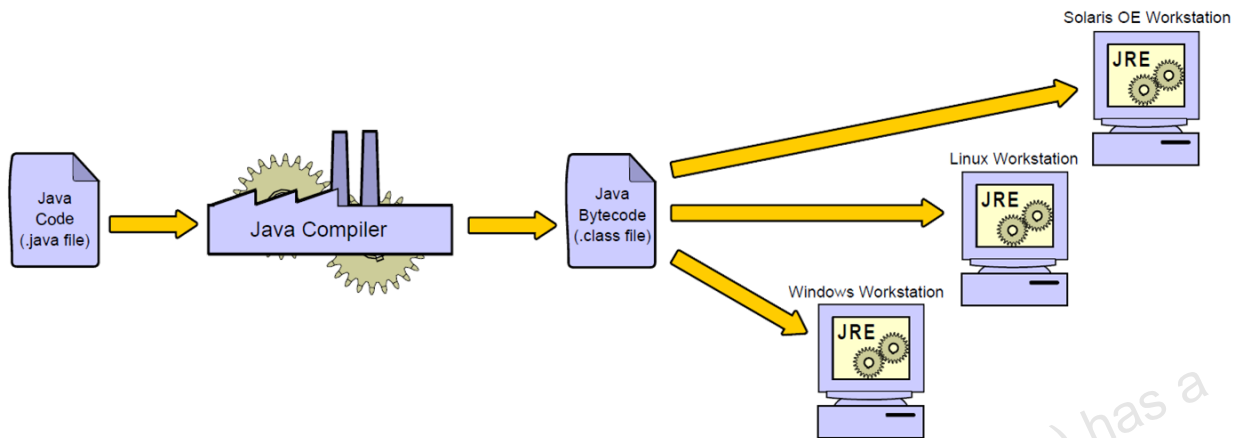 Solaris OE Workstation
JRE
Linux Workstation
JRE
Java
Code
(.java file)
Java Compiler
Java
Bytecode
(.class file)
Windows Workstation
JRE
) has a